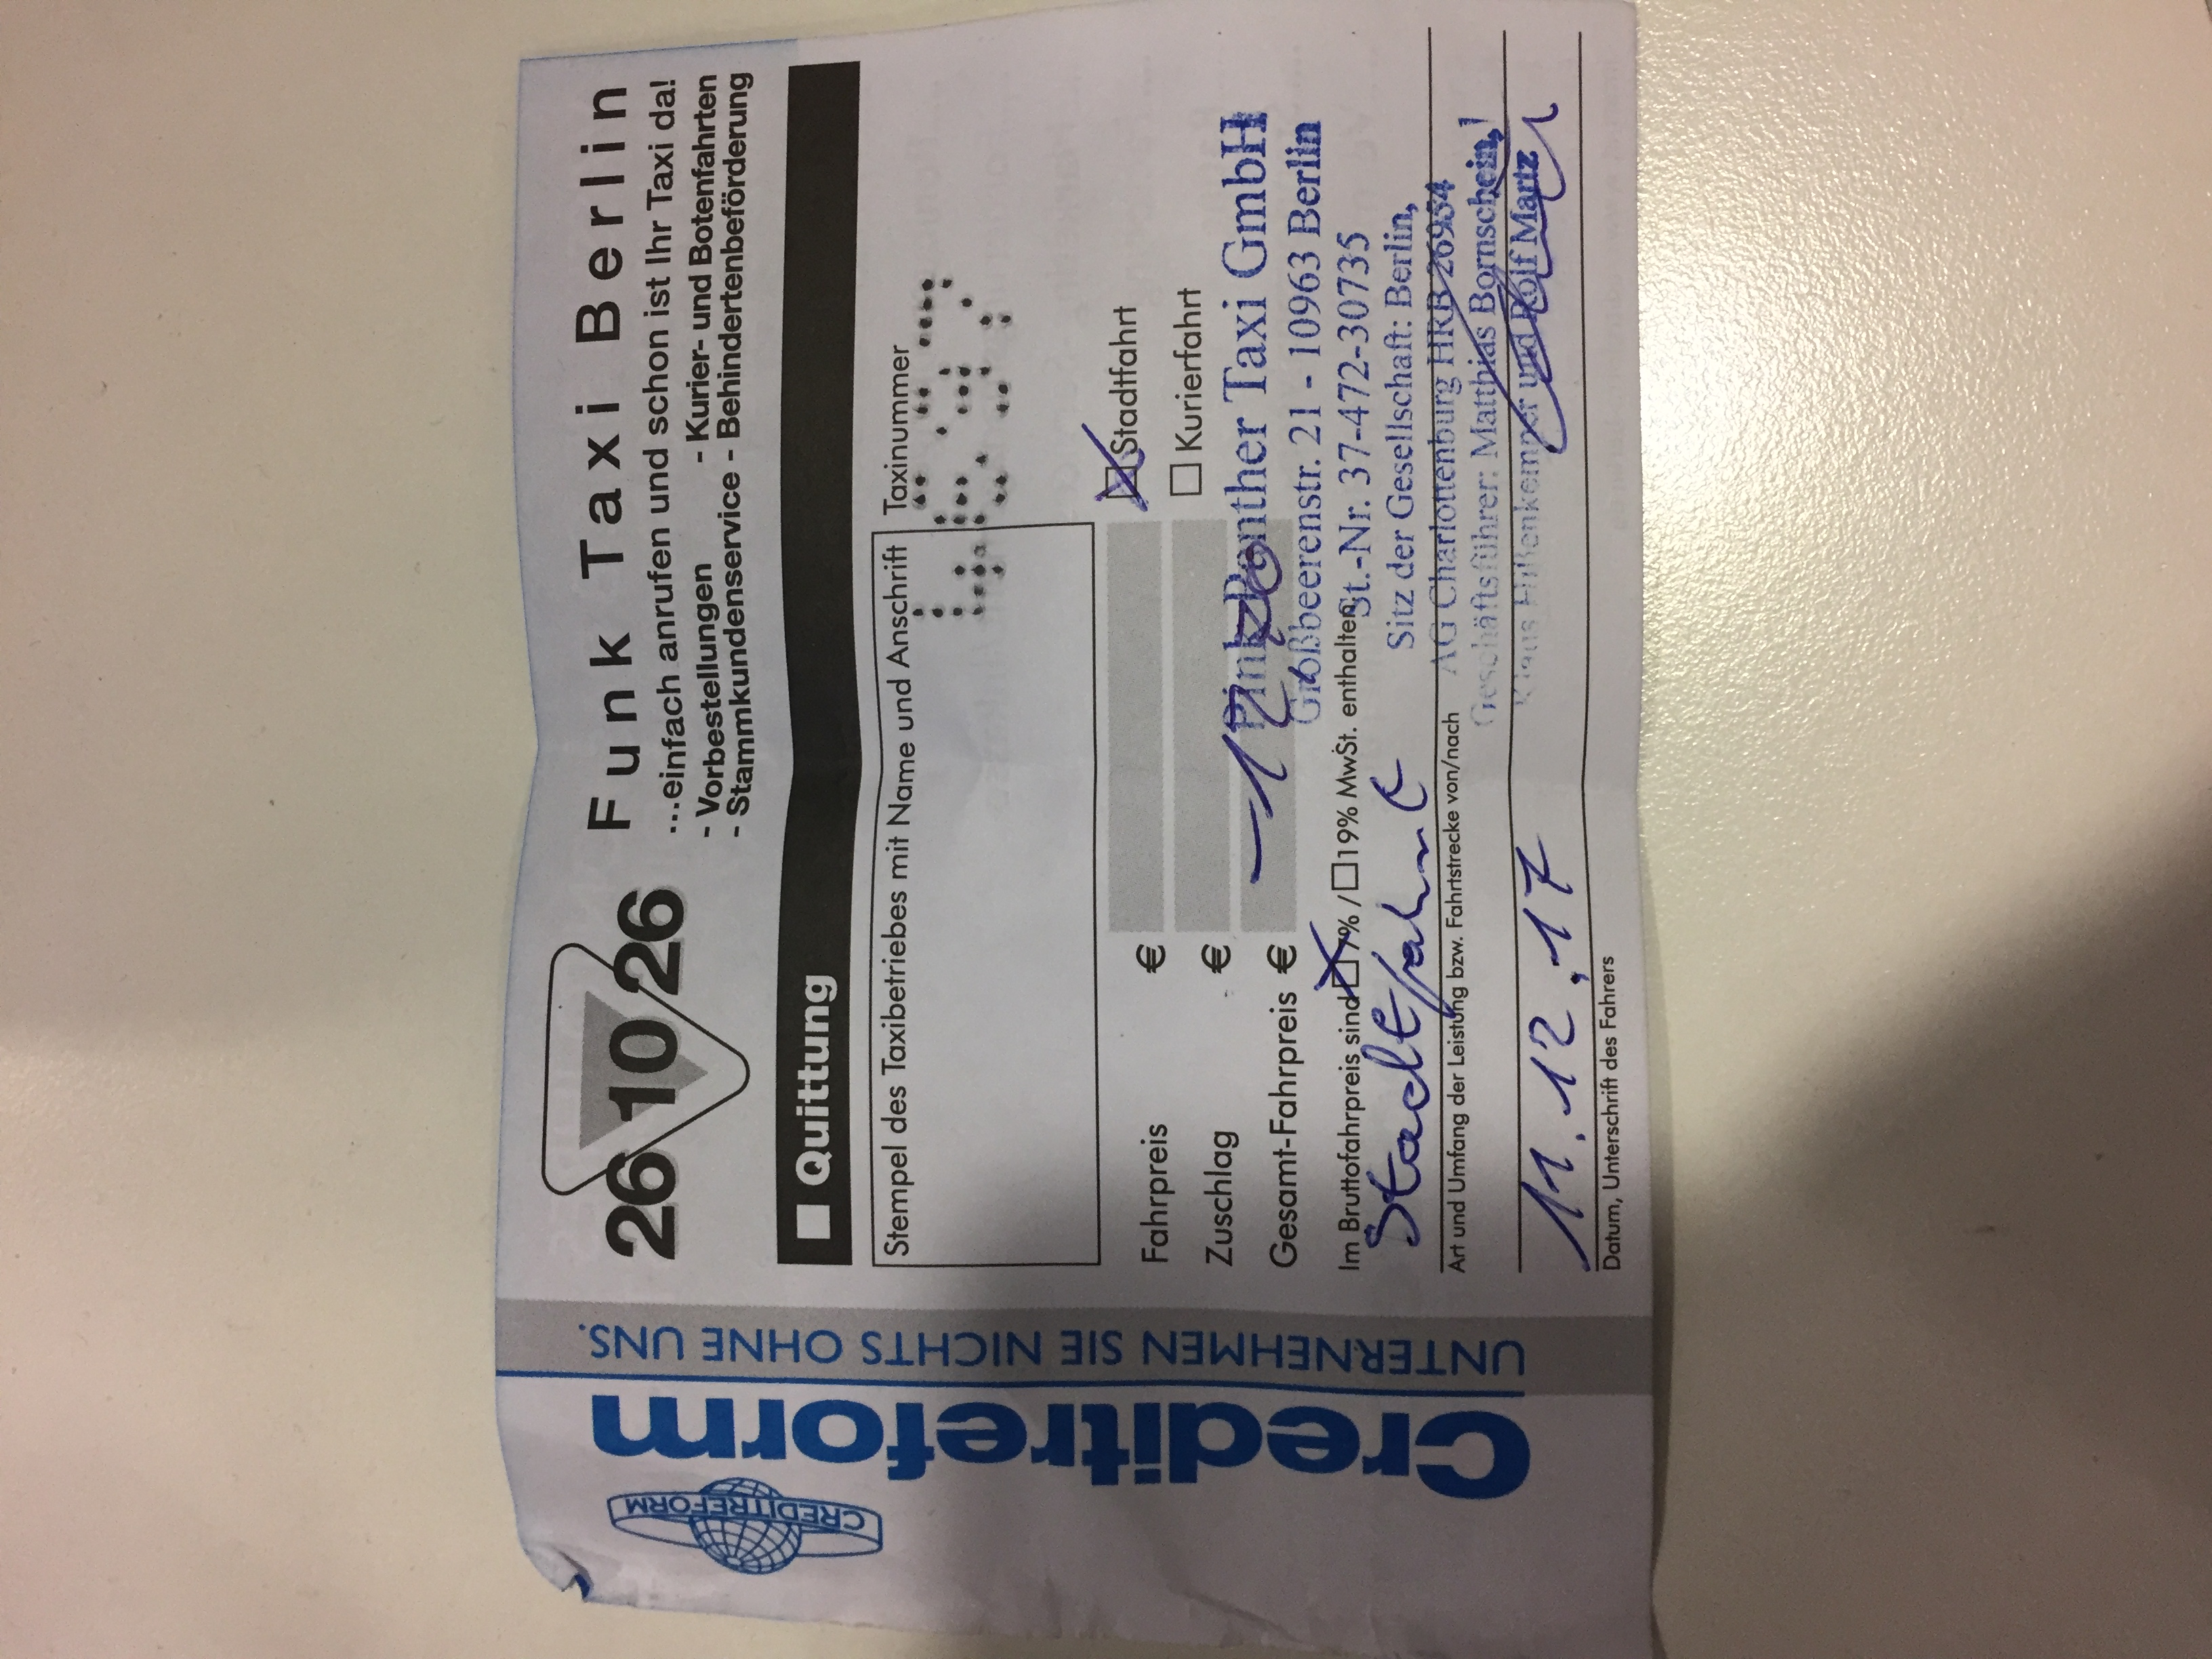 CREDITREFORM
Creditreform
UNTERNEHMEN SIE NICHTS OHNE UNS.
26 10 26
Funk Taxi Berlin
...einfach anrufen und schon ist Ihr Taxi da!
- Vorbestellungen - Kurier- und Botenfahrten
- Stammkundenservice - Behindertenbeförderung
Quittung
Stempel des Taxibetriebes mit Name und Anschrift
Taxinummer
4697
Stadtfahrt
Kurierfahrt
Fahrpreis €
Zuschlag €
Gesamt-Fahrpreis €
Im Bruttofahrpreis sind 7% / 19% MwSt. enthalten.
Stadtfahrt
Art und Umfang der Leistung bzw. Fahrtstrecke von/nach
Pink Panther Taxi GmbH
Großbeerenstr. 21 - 10963 Berlin
St.-Nr. 37-472-30735
Sitz der Gesellschaft: Berlin,
AG Charlottenburg HRB 26954
Geschäftsführer: Matthias Bornschein,
Klaus und Rolf Martz
11.12.17
Datum, Unterschrift des Fahrers